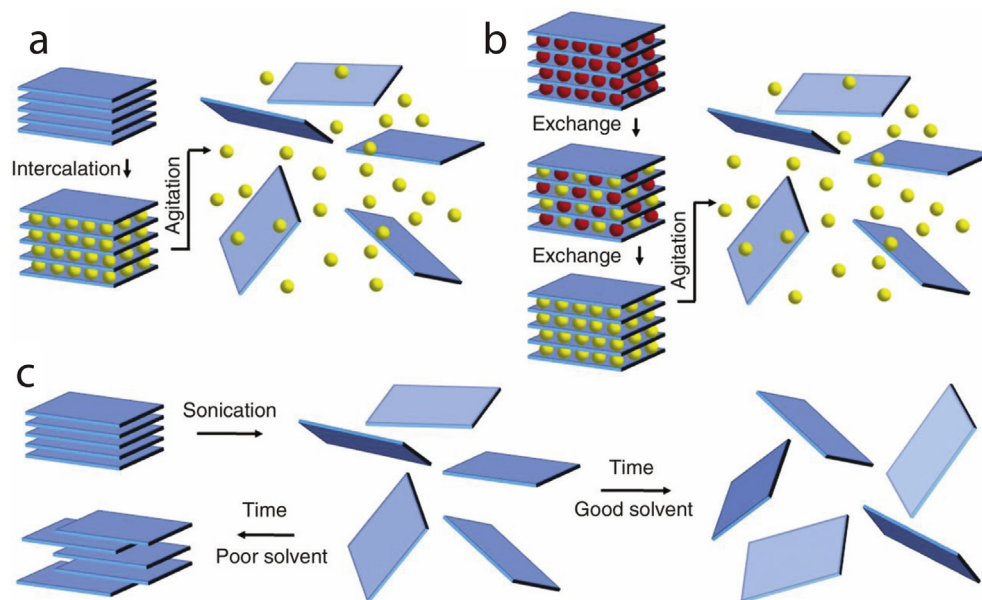 a
Intercalation
Agitation
b
Exchange
Exchange
Agitation
c
Sonication
Time
Good solvent
Time
Poor solvent